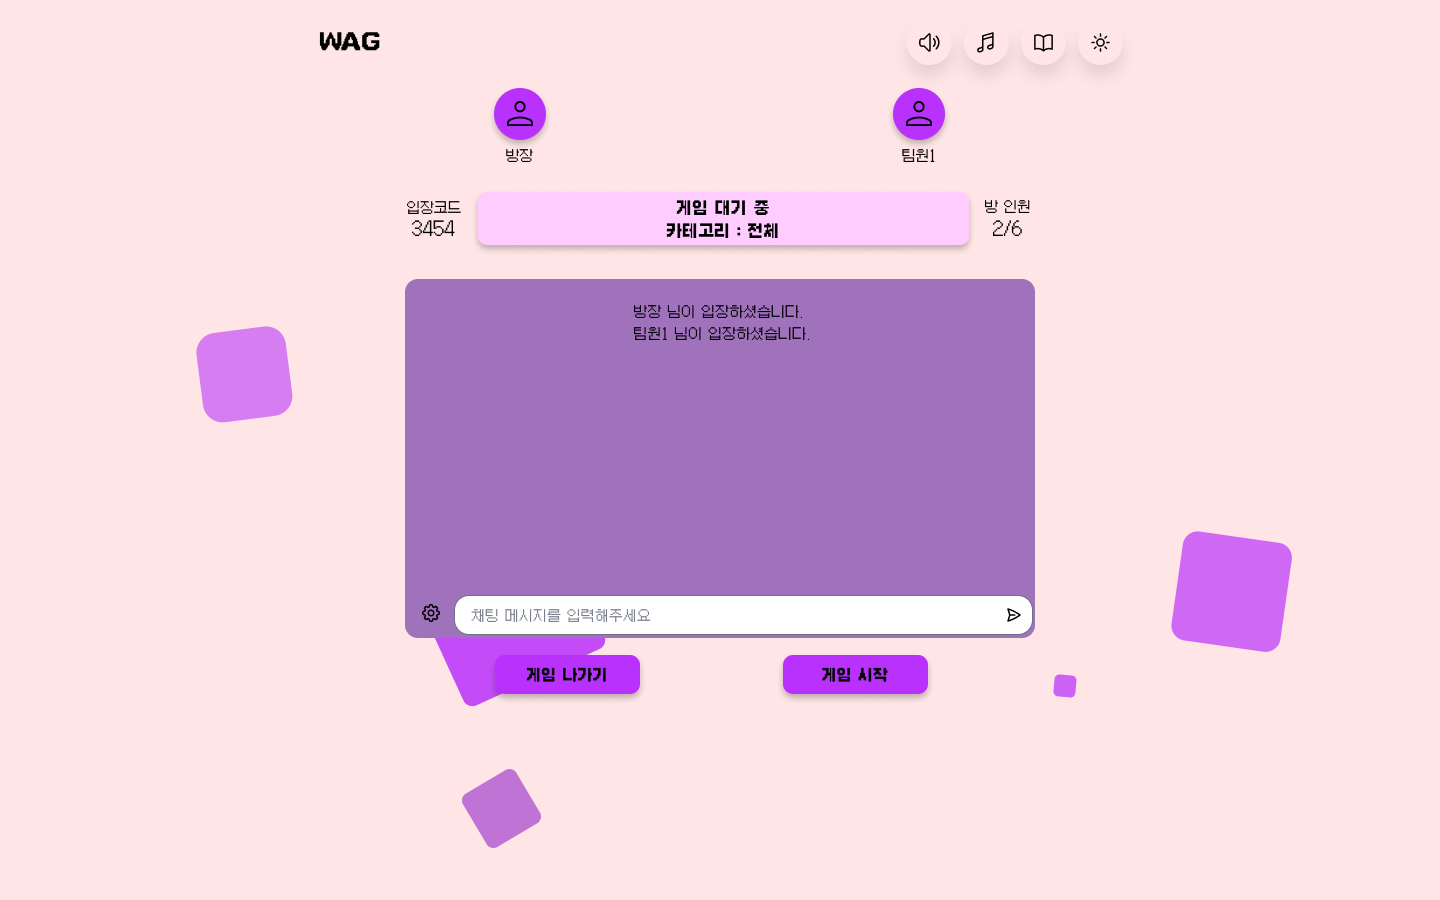 WAG
방장
팀원1
입장코드
3454
게임 대기 중
카테고리 : 전체
방 인원
2/6
방장 님이 입장하셨습니다.
팀원1 님이 입장하셨습니다.
채팅 메시지를 입력해주세요
게임 나가기
게임 시작